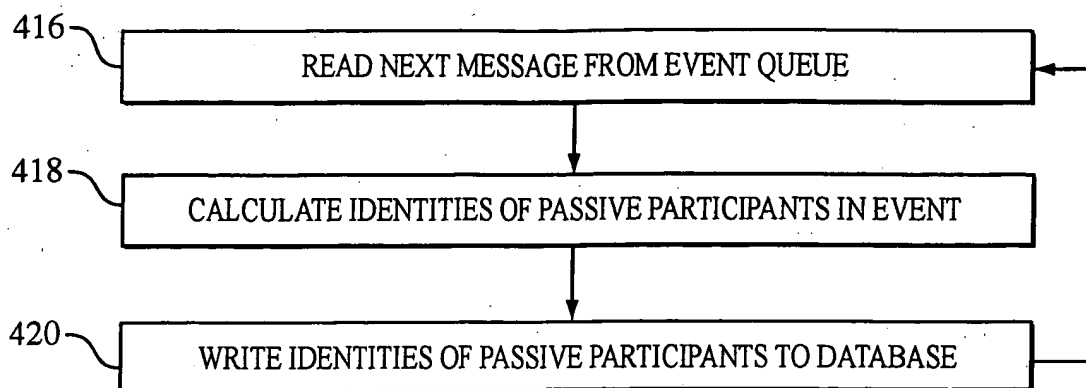 416
READ NEXT MESSAGE FROM EVENT QUEUE
418
CALCULATE IDENTITIES OF PASSIVE PARTICIPANTS IN EVENT
420
WRITE IDENTITIES OF PASSIVE PARTICIPANTS TO DATABASE